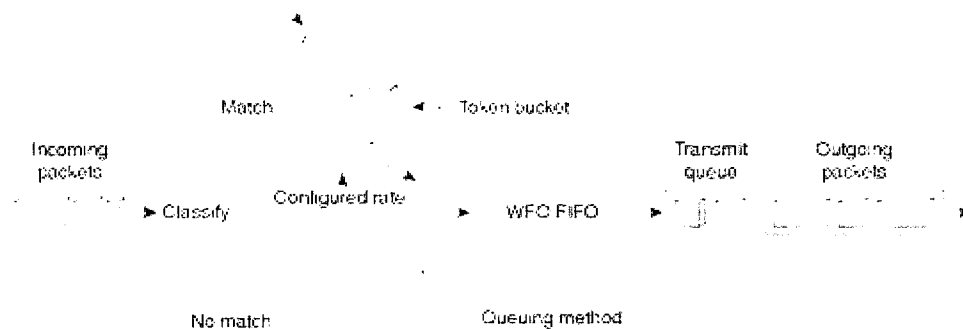 Match
Token bucket
Incoming
packets
Transmit
queue
Outgoing
packets
Configured rate
Classify
WFQ FIFO
No match
Queuing method